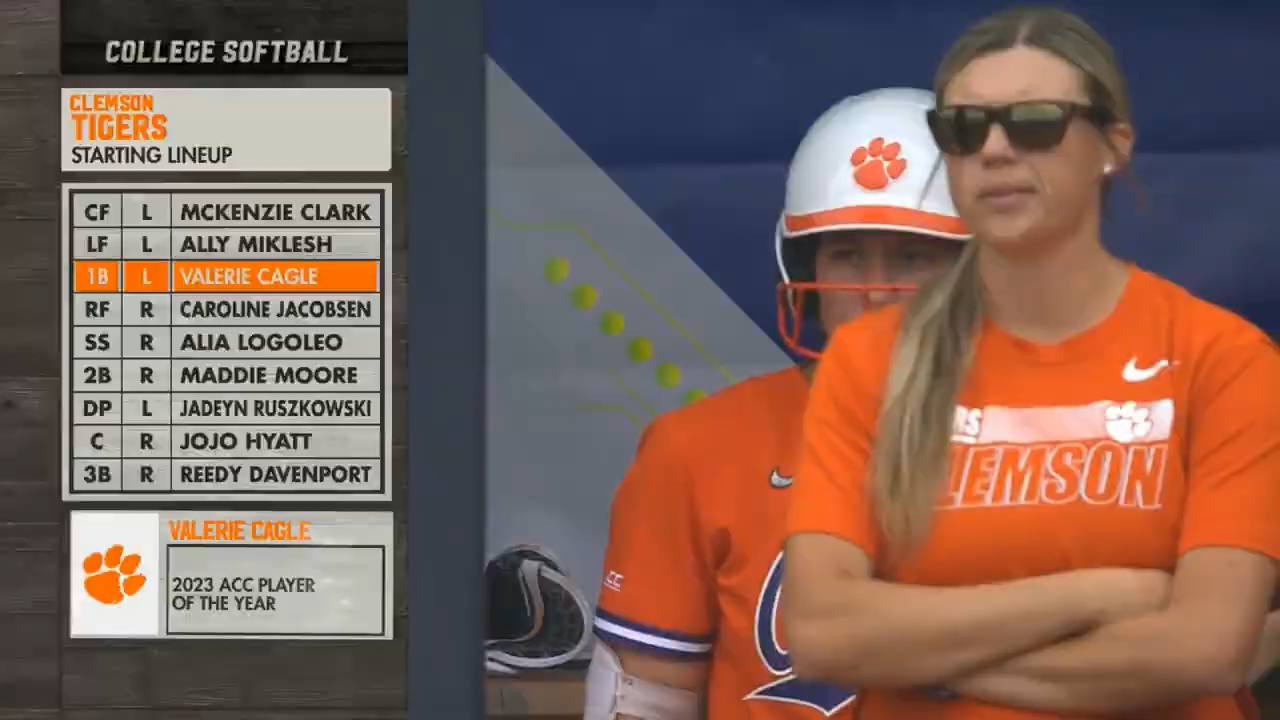 COLLEGE SOFTBALL
CLEMSON
TIGERS
STARTING LINEUP
CF L MCKENZIE CLARK
LF L ALLY MIKLESH
1B L VALERIE CAGLE
RF R CAROLINE JACOBSEN
SS R ALIA LOGOLEO
2B R MADDIE MOORE
DP L JADEYN RUSZKOWSKI
C R JOJO HYATT
3B R REEDY DAVENPORT
VALERIE CAGLE
2023 ACC PLAYER
OF THE YEAR
RS
LEMSON